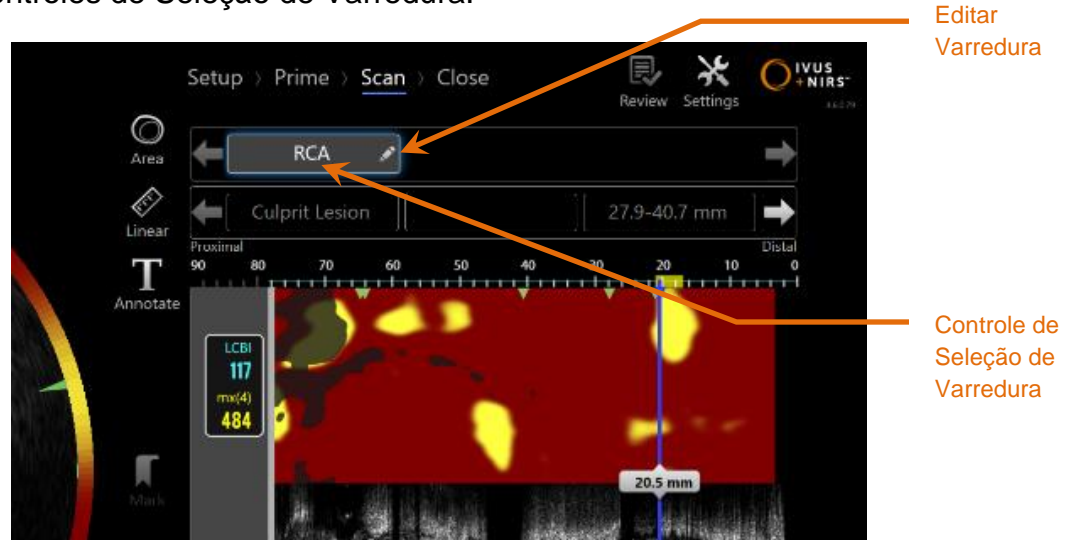 ntroles de Seleção de Varredura.
Editar
Varredura
Setup > Prime > Scan > Close
Review
Settings
IVUS
+NIRS
Area
RCA
Linear
Culprit Lesion
27.9-40.7 mm
Proximal
Distal
90 80 70 60 50 40 30 20 10 0
Annotate
LCBI
117
mx(4)
484
Controle de
Seleção de
Varredura
Mark
20.5 mm